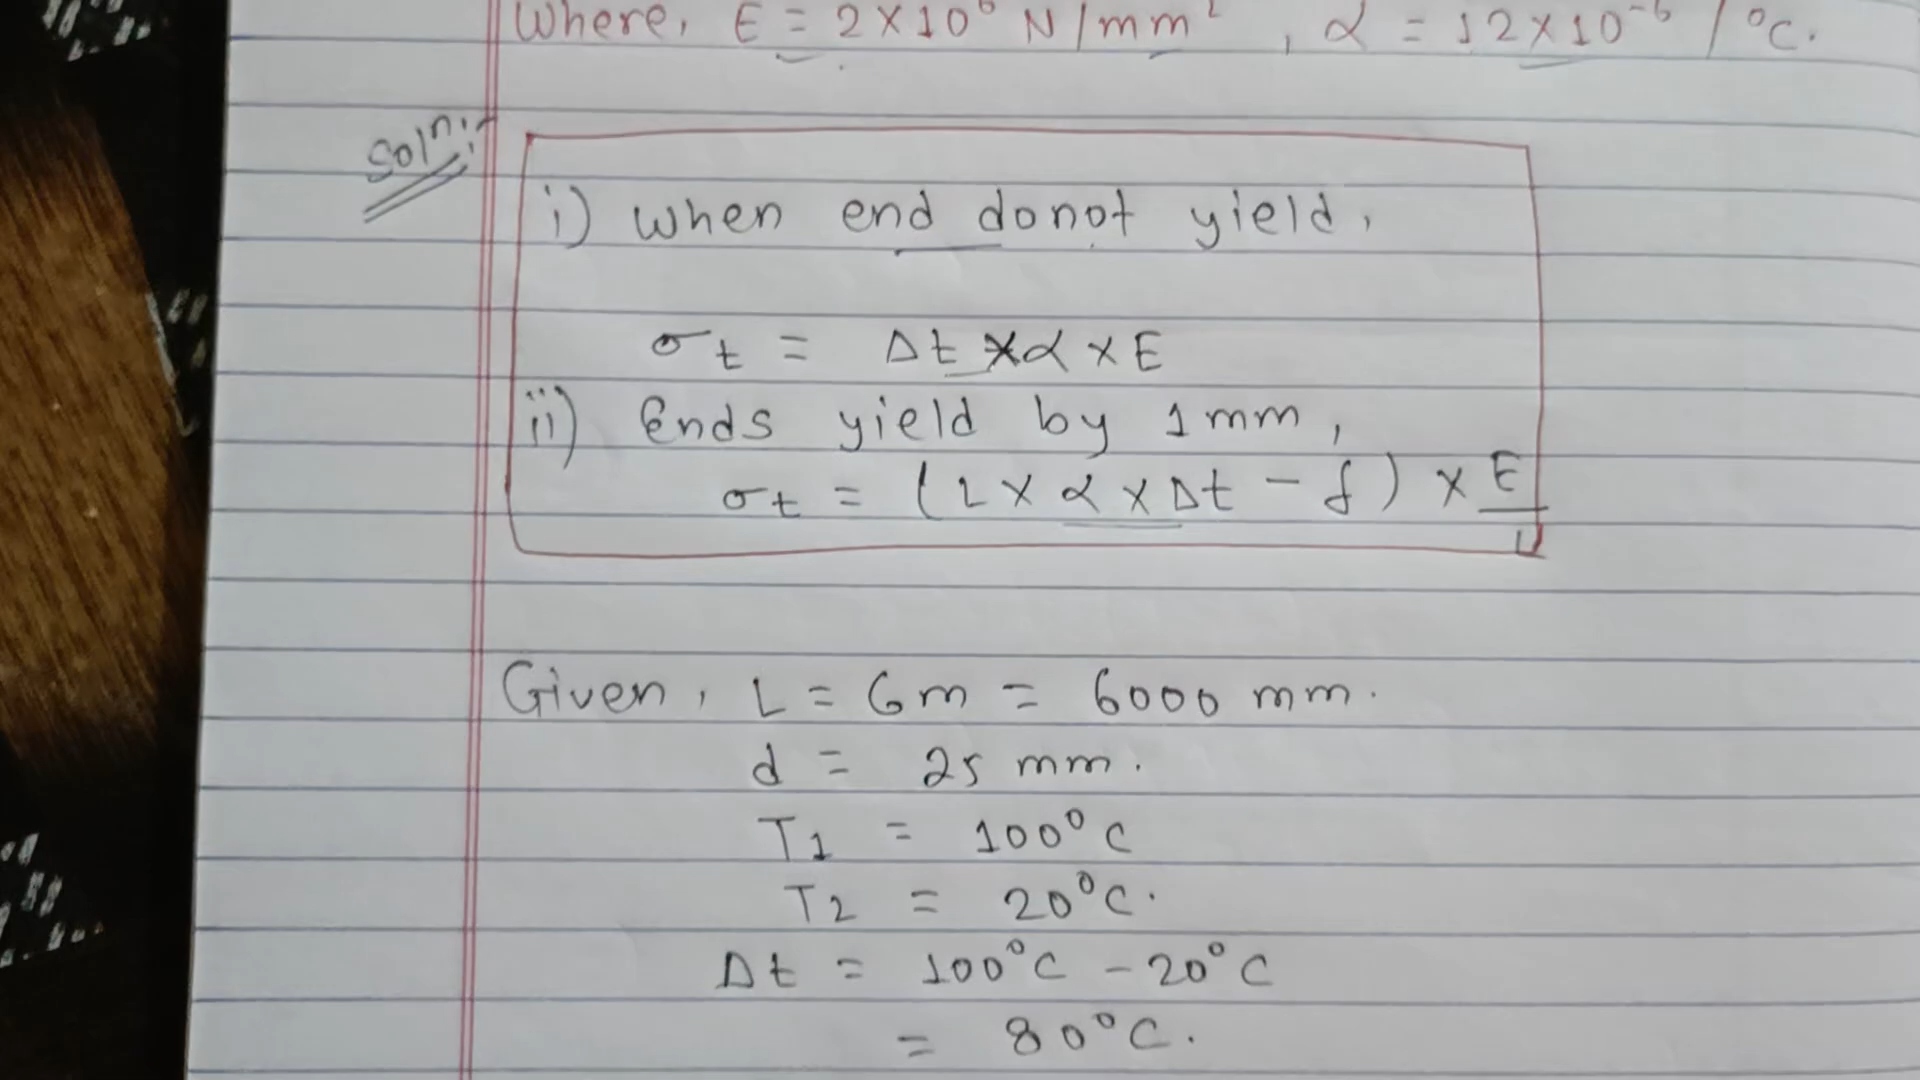 Where, E = 2×10⁶ N/mm², α = 12×10⁻⁶ /°C.
Soln:-
i) When end donot yield,
σt = Δt × α × E
ii) Ends yield by 1mm,
σt = (L × α × Δt - δ) × E/L
Given, L = 6m = 6000 mm.
d = 25 mm.
T1 = 100°C
T2 = 20°C.
Δt = 100°C - 20°C
= 80°C.